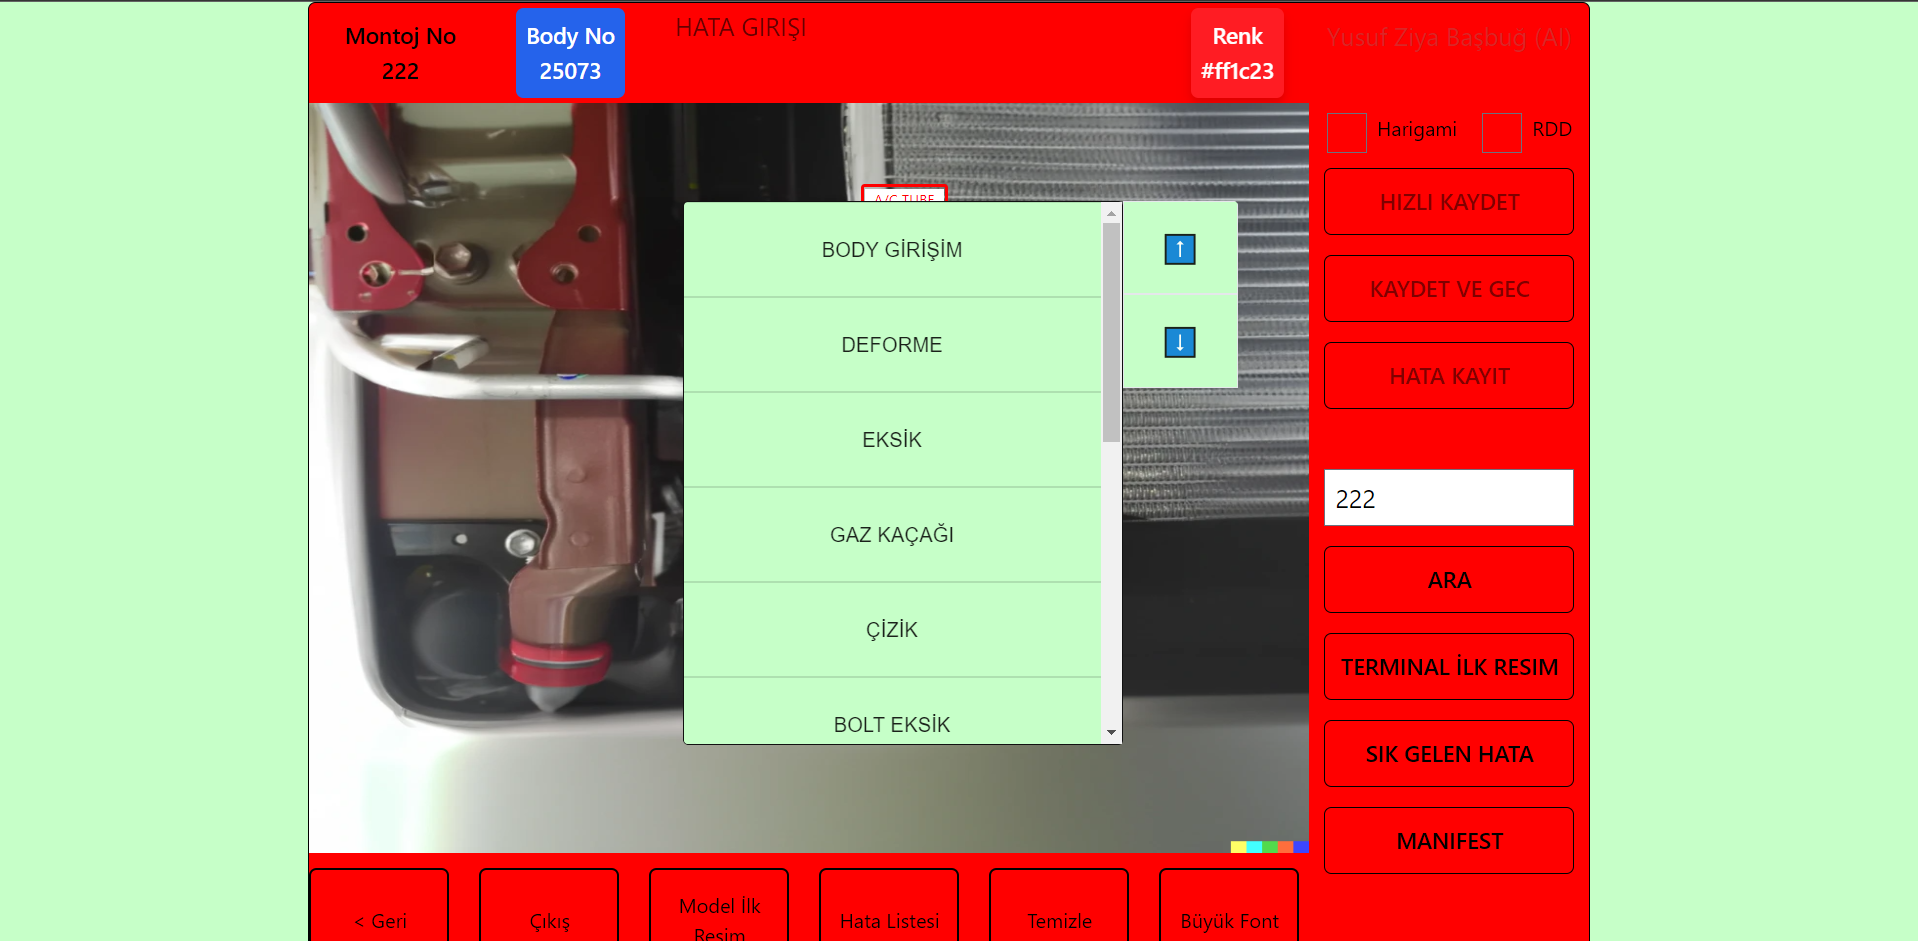 Montoj No
222
Body No
25073
HATA GIRIŞI
Renk
#ff1c23
Yusuf Ziya Başbuğ (AI)
Harigami
RDD
A/C TUBE
BODY GİRİŞİM
DEFORME
EKSİK
GAZ KAÇAĞI
ÇİZİK
BOLT EKSİK
↑
↓
HIZLI KAYDET
KAYDET VE GEC
HATA KAYIT
222
ARA
TERMINAL İLK RESIM
SIK GELEN HATA
MANIFEST
< Geri
Çıkış
Model İlk
Resim
Hata Listesi
Temizle
Büyük Font